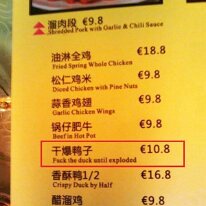 溜肉段 €9.8
Shredded Pork with Garlic & Chili Sauce
油淋全鸡 €18.8
Fried Spring Whole Chicken
松仁鸡米 €9.8
Diced Chicken with Pine Nuts
蒜香鸡翅 €9.8
Garlic Chicken Wings
锅仔肥牛 €9.8
Beef in Hot Pot
干爆鸭子 €10.8
Fuck the duck until exploded
香酥鸭1/2 €16.8
Crispy Duck by Half
醋溜鸡 €9.8